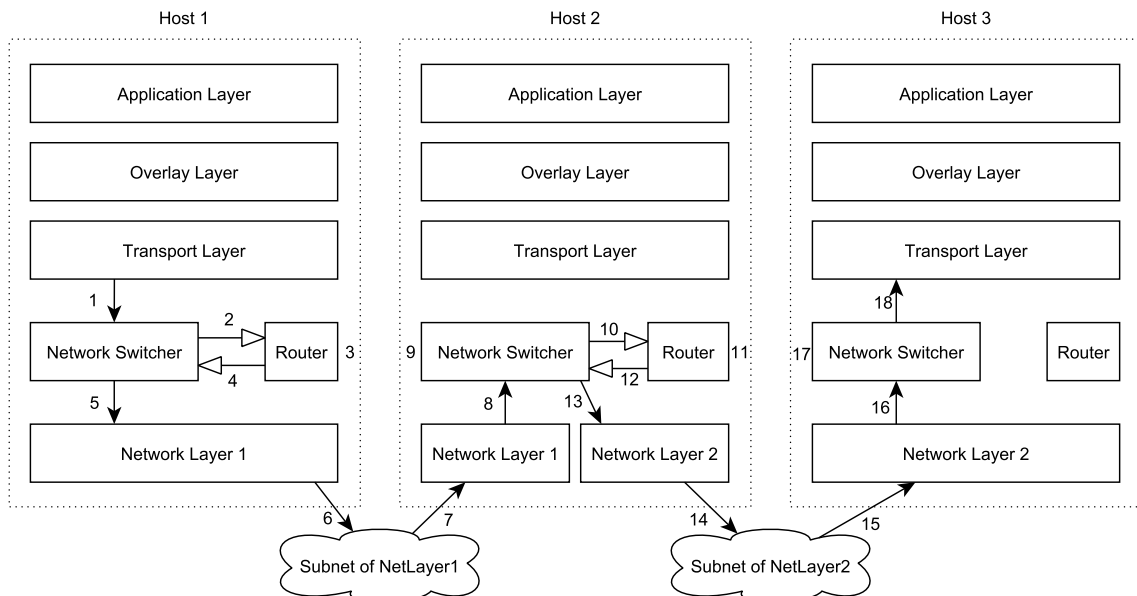 Host 1 Host 2 Host 3
Application Layer Application Layer Application Layer
Overlay Layer Overlay Layer Overlay Layer
Transport Layer Transport Layer Transport Layer
1 18
2 10
Network Switcher Router 3 9 Network Switcher Router 11 17 Network Switcher Router
4 12
5 8 13 16
Network Layer 1 Network Layer 1 Network Layer 2 Network Layer 2
6 7 14 15
Subnet of NetLayer1 Subnet of NetLayer2